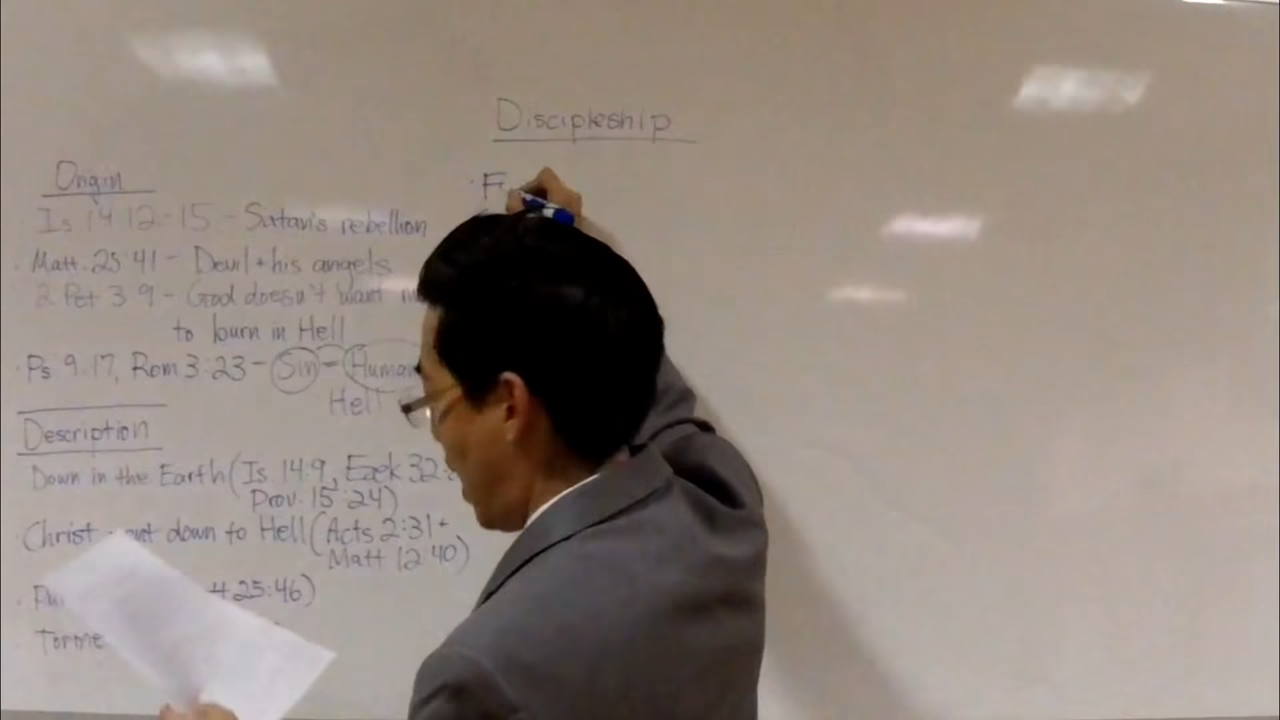 Discipleship
Origin
Is 14:12-15 - Satan's rebellion
· Matt. 25:41 - Devil + his angels
2 Pet 3:9 - God doesn't want
to burn in Hell
· Ps 9:17, Rom 3:23 - Sin - Human
Hell
Description
Down in the Earth (Is 14:9, Ezek 32:
Prov. 15:24)
Christ down to Hell (Acts 2:31 +
Matt 12:40)
25:46)
· F